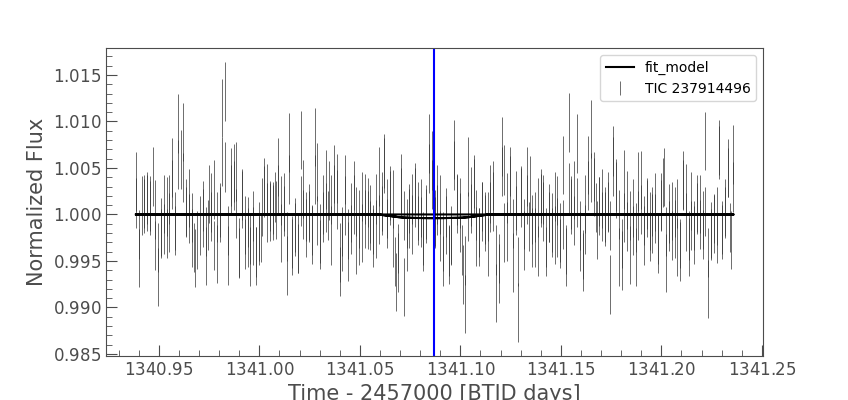 fit_model
TIC 237914496
1.015
1.010
1.005
1.000
0.995
0.990
0.985
Normalized Flux
1340.95 1341.00 1341.05 1341.10 1341.15 1341.20 1341.25
Time - 2457000 [BTJD days]